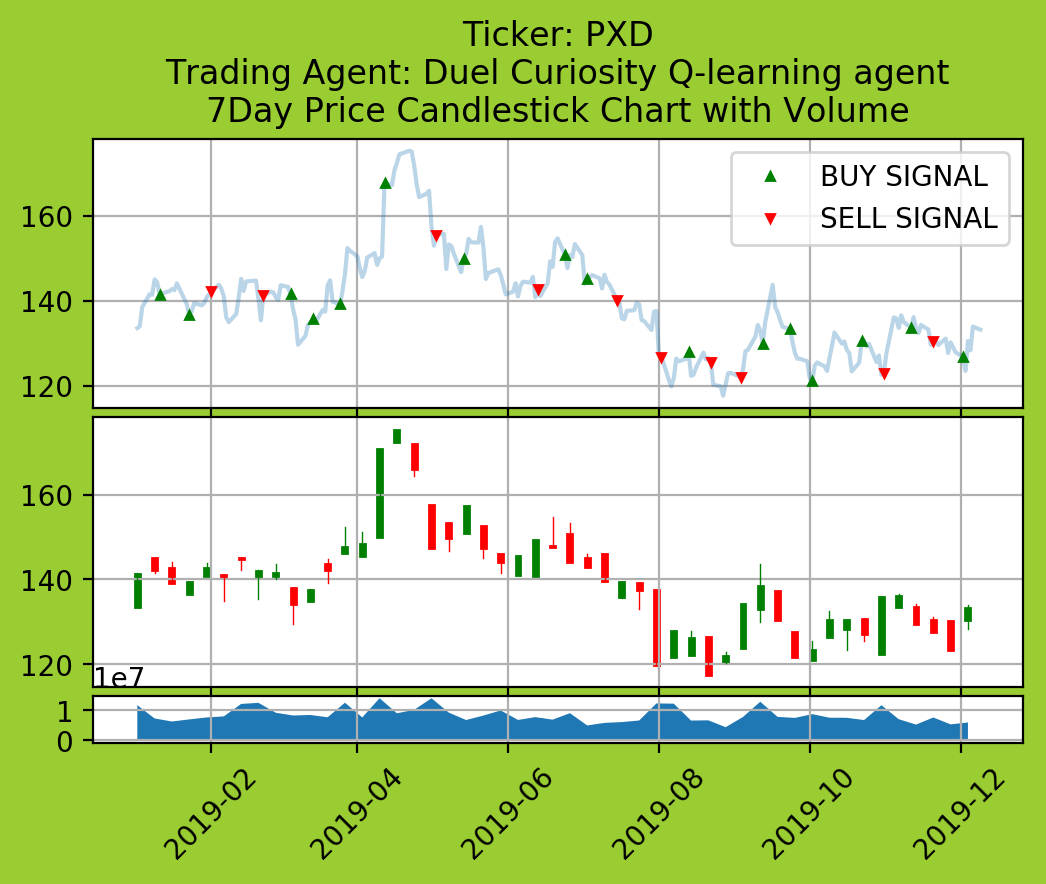 Ticker: PXD
Trading Agent: Duel Curiosity Q-learning agent
7Day Price Candlestick Chart with Volume
BUY SIGNAL
SELL SIGNAL
160
140
120
160
140
120
1e7
1
0
2019-02
2019-04
2019-06
2019-08
2019-10
2019-12